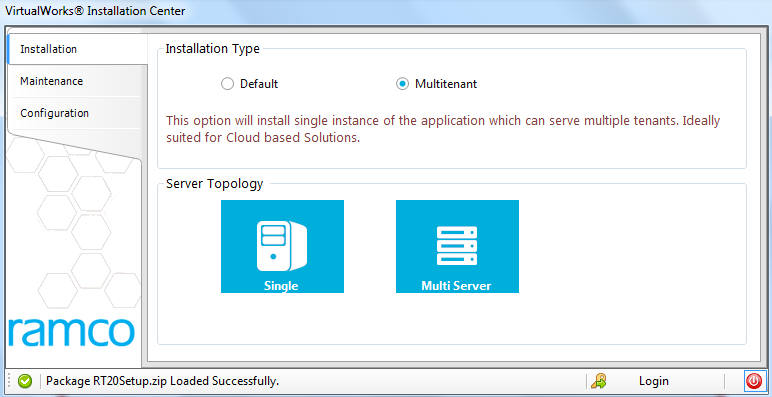 VirtualWorks® Installation Center
Installation
Maintenance
Configuration
ramco
Installation Type
Default
Multitenant
This option will install single instance of the application which can serve multiple tenants. Ideally
suited for Cloud based Solutions.
Server Topology
Single
Multi Server
Package RT20Setup.zip Loaded Successfully.
Login